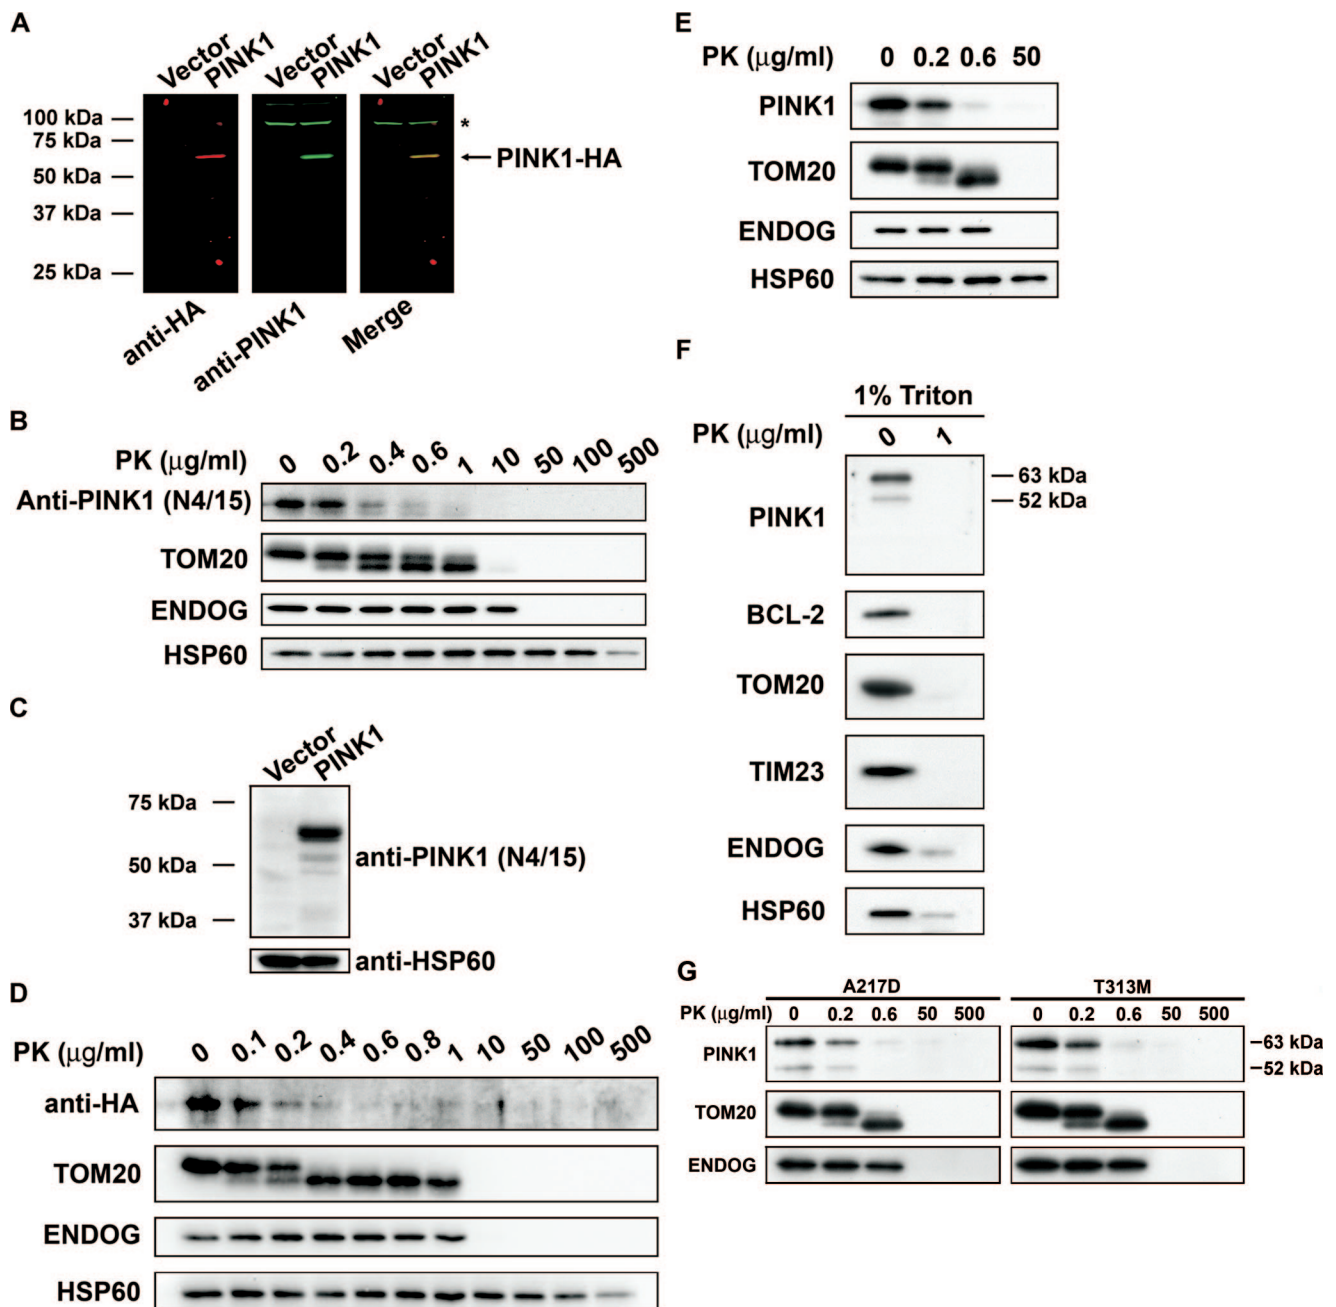 A
Vector PINK1 Vector PINK1 Vector PINK1
100 kDa
75 kDa
50 kDa
37 kDa
25 kDa
*
PINK1-HA
anti-HA anti-PINK1 Merge
B
PK (μg/ml) 0 0.2 0.4 0.6 1 10 50 100 500
Anti-PINK1 (N4/15)
TOM20
ENDOG
HSP60
C
Vector PINK1
75 kDa
50 kDa
37 kDa
anti-PINK1 (N4/15)
anti-HSP60
D
PK (μg/ml) 0 0.1 0.2 0.4 0.6 0.8 1 10 50 100 500
anti-HA
TOM20
ENDOG
HSP60
E
PK (μg/ml) 0 0.2 0.6 50
PINK1
TOM20
ENDOG
HSP60
F
1% Triton
PK (μg/ml) 0 1
PINK1
63 kDa
52 kDa
BCL-2
TOM20
TIM23
ENDOG
HSP60
G
A217D T313M
PK (μg/ml) 0 0.2 0.6 50 500 0 0.2 0.6 50 500
PINK1
63 kDa
52 kDa
TOM20
ENDOG